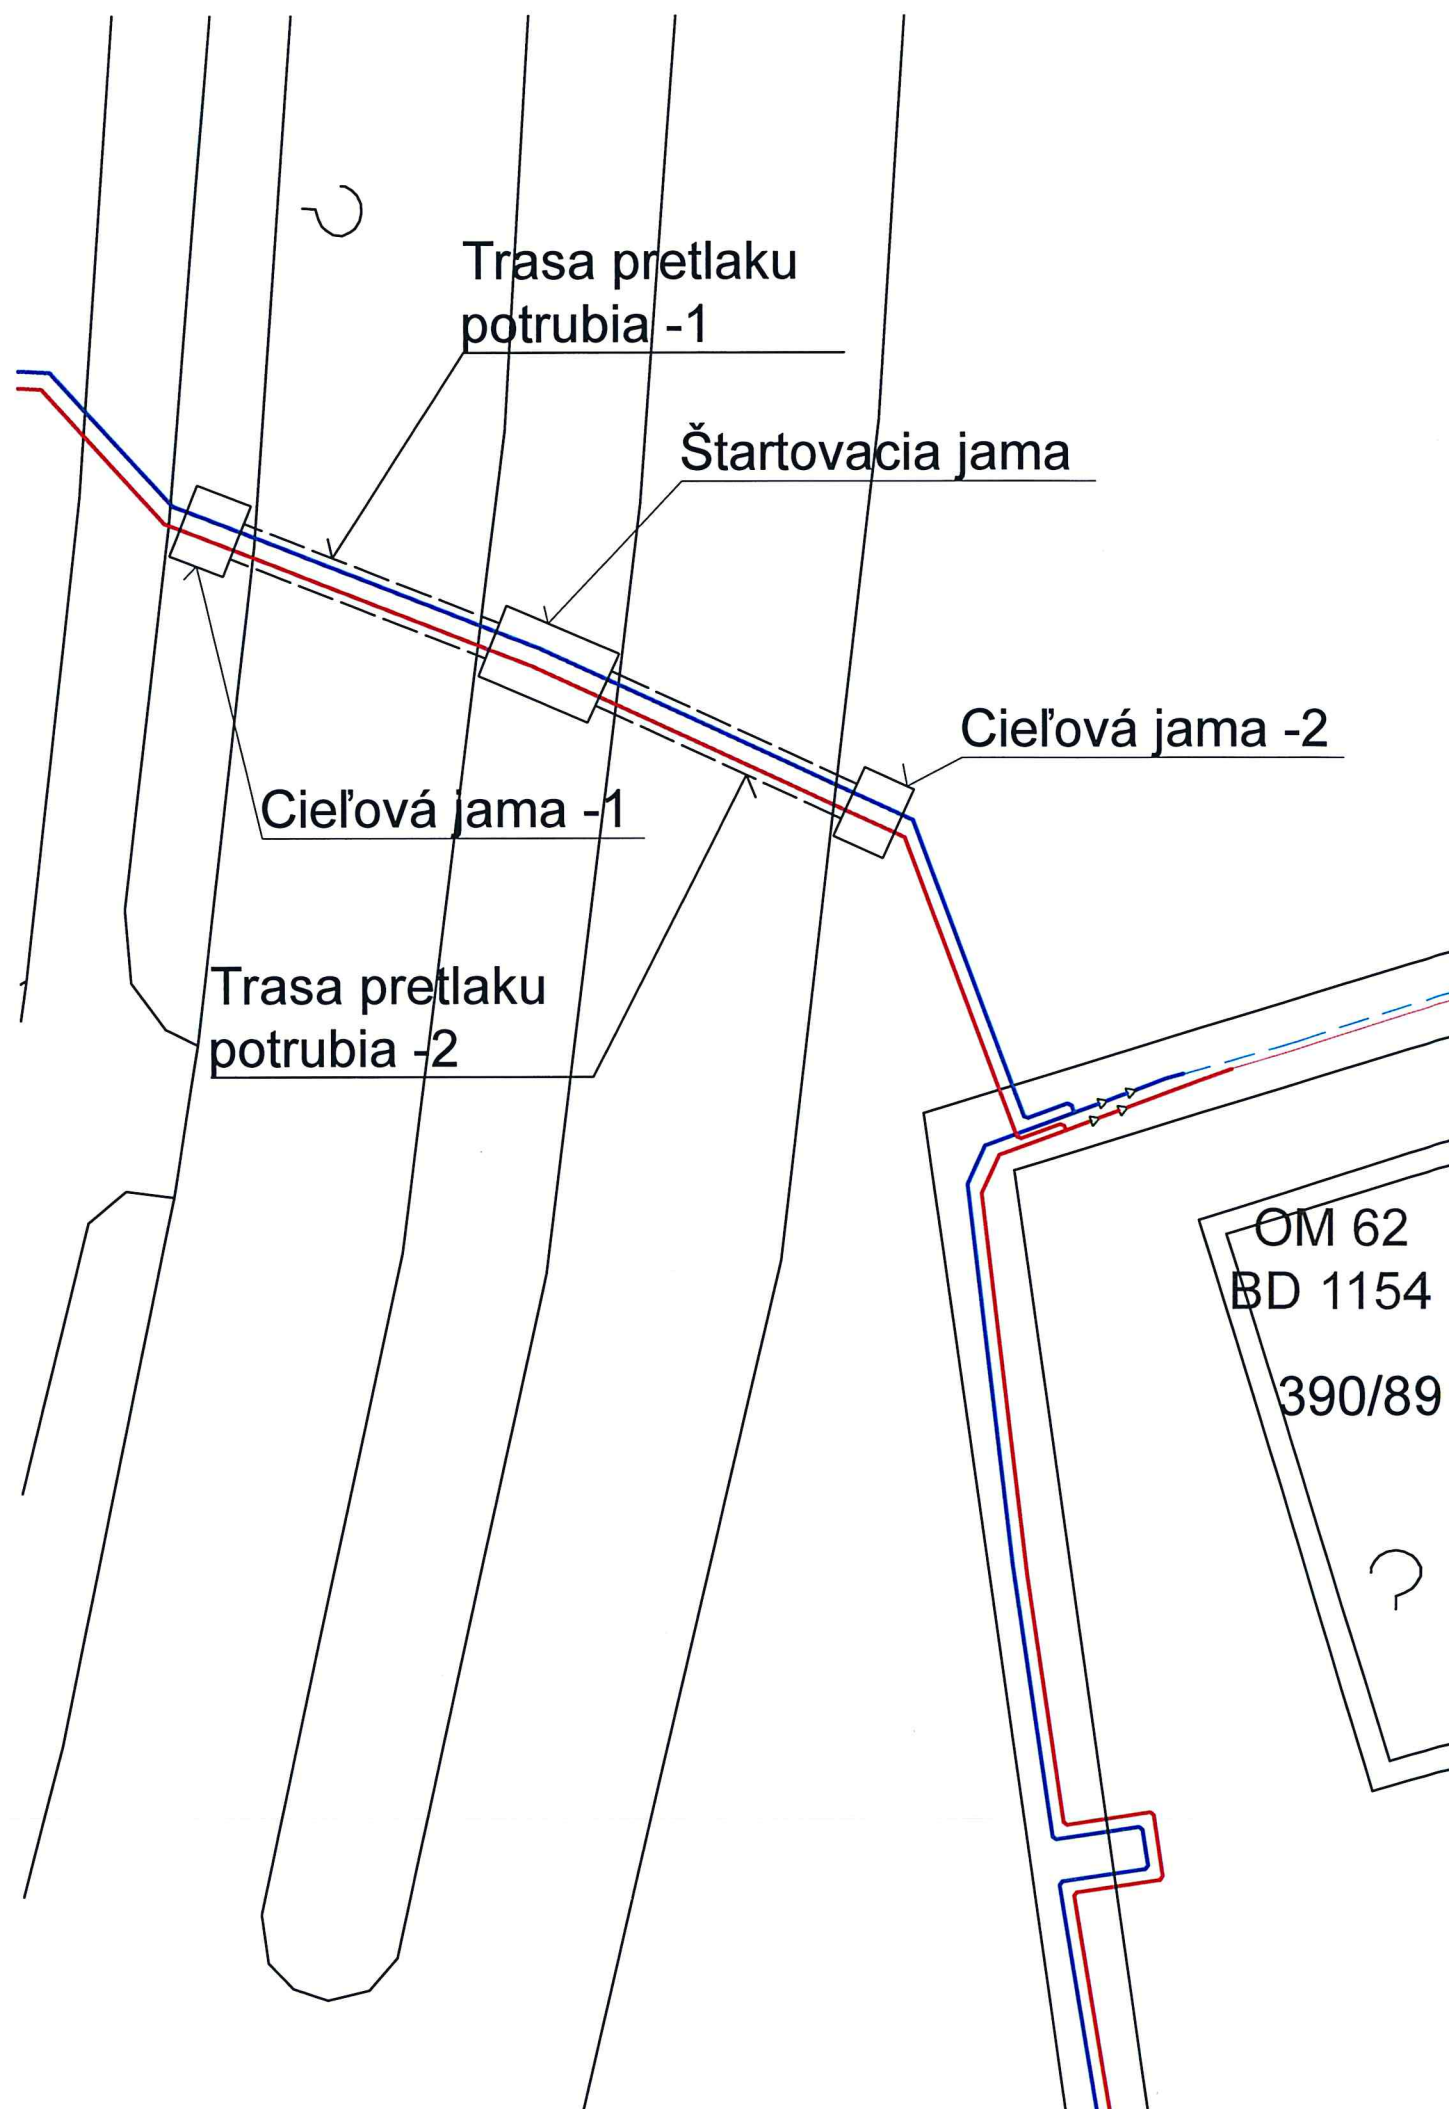 Trasa pretlaku
potrubia -1
Štartovacia jama
Cieľová jama -2
Cieľová jama -1
Trasa pretlaku
potrubia -2
OM 62
BD 1154
390/89